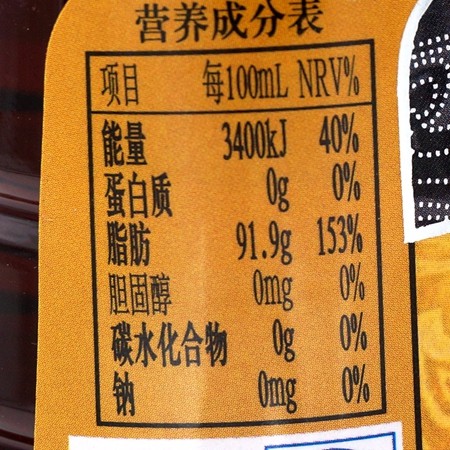 营养成分表
项目 每100mL NRV%
能量 3400kJ 40%
蛋白质 0g 0%
脂肪 91.9g 153%
胆固醇 0mg 0%
碳水化合物 0g 0%
钠 0mg 0%